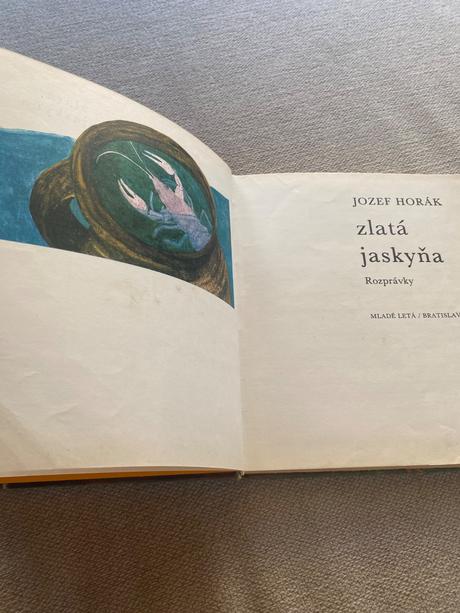 JOZEF HORÁK
zlatá
jaskyňa
Rozprávky
MLADÉ LETÁ / BRATISLAV